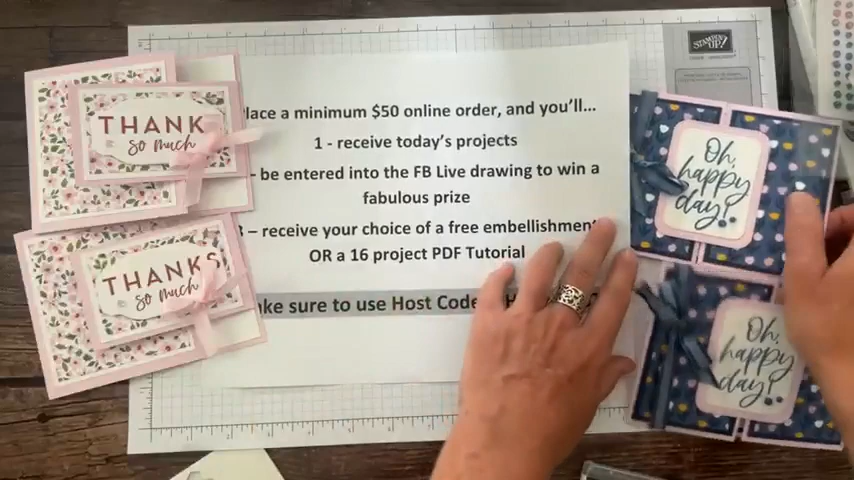 STAMPIN' UP!
lace a minimum $50 online order, and you'll...
1 - receive today's projects
- be entered into the FB Live drawing to win a
fabulous prize
– receive your choice of a free embellishment
OR a 16 project PDF Tutorial
ke sure to use Host Code
THANK
so much
THANKS
so much
Oh,
happy
day!
Oh,
happy
day!